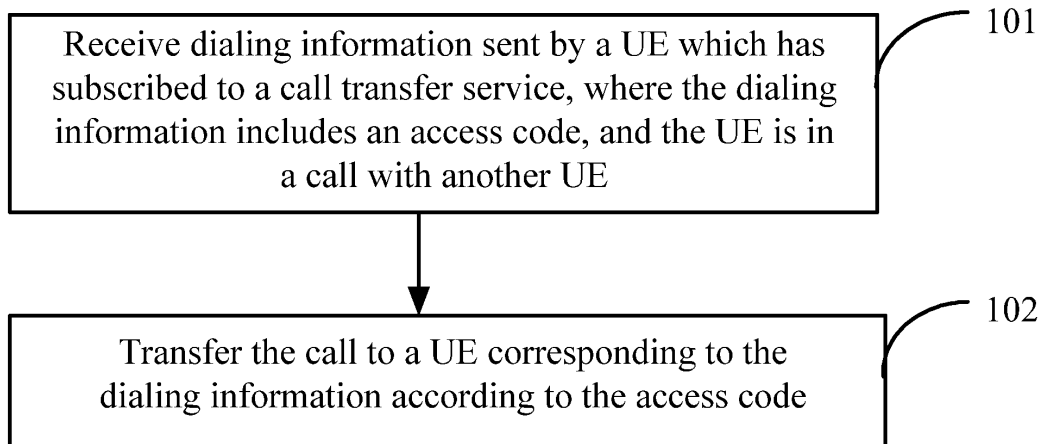 Receive dialing information sent by a UE which has
subscribed to a call transfer service, where the dialing
information includes an access code, and the UE is in
a call with another UE
101
Transfer the call to a UE corresponding to the
dialing information according to the access code
102